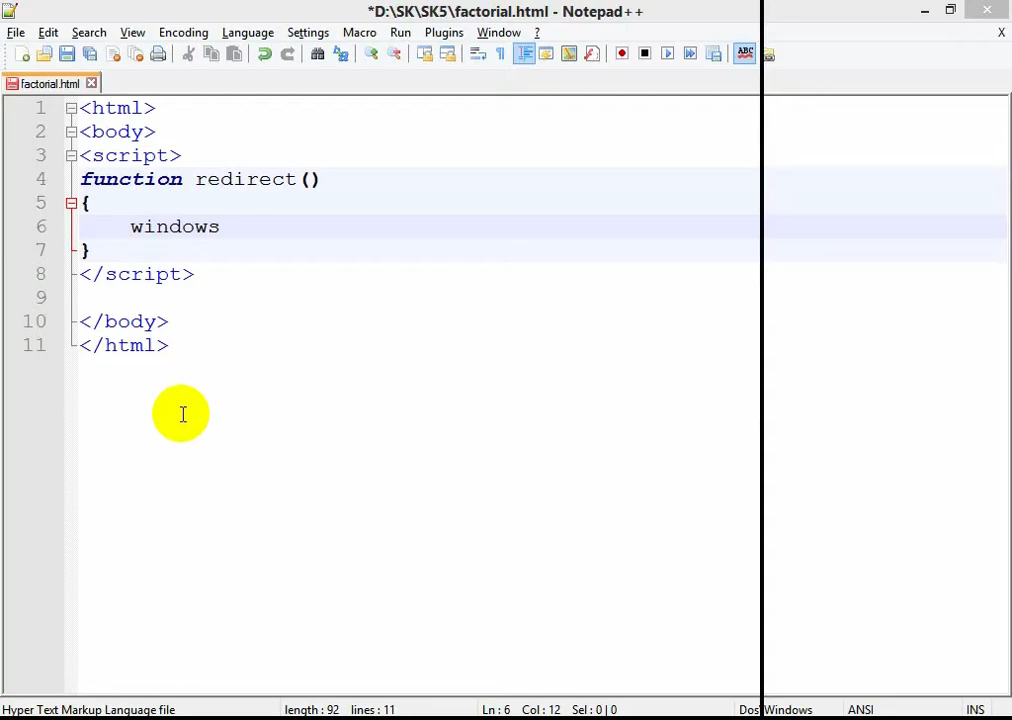 *D:\SK\SK5\factorial.html - Notepad++
File Edit Search View Encoding Language Settings Macro Run Plugins Window ? X
ABC
factorial.html
1 <html>
2 <body>
3 <script>
4 function redirect()
5 {
6 windows
7 }
8 </script>
9
10 </body>
11 </html>
Hyper Text Markup Language file length : 92 lines : 11 Ln : 6 Col : 12 Sel : 0 | 0 Dos\Windows ANSI INS